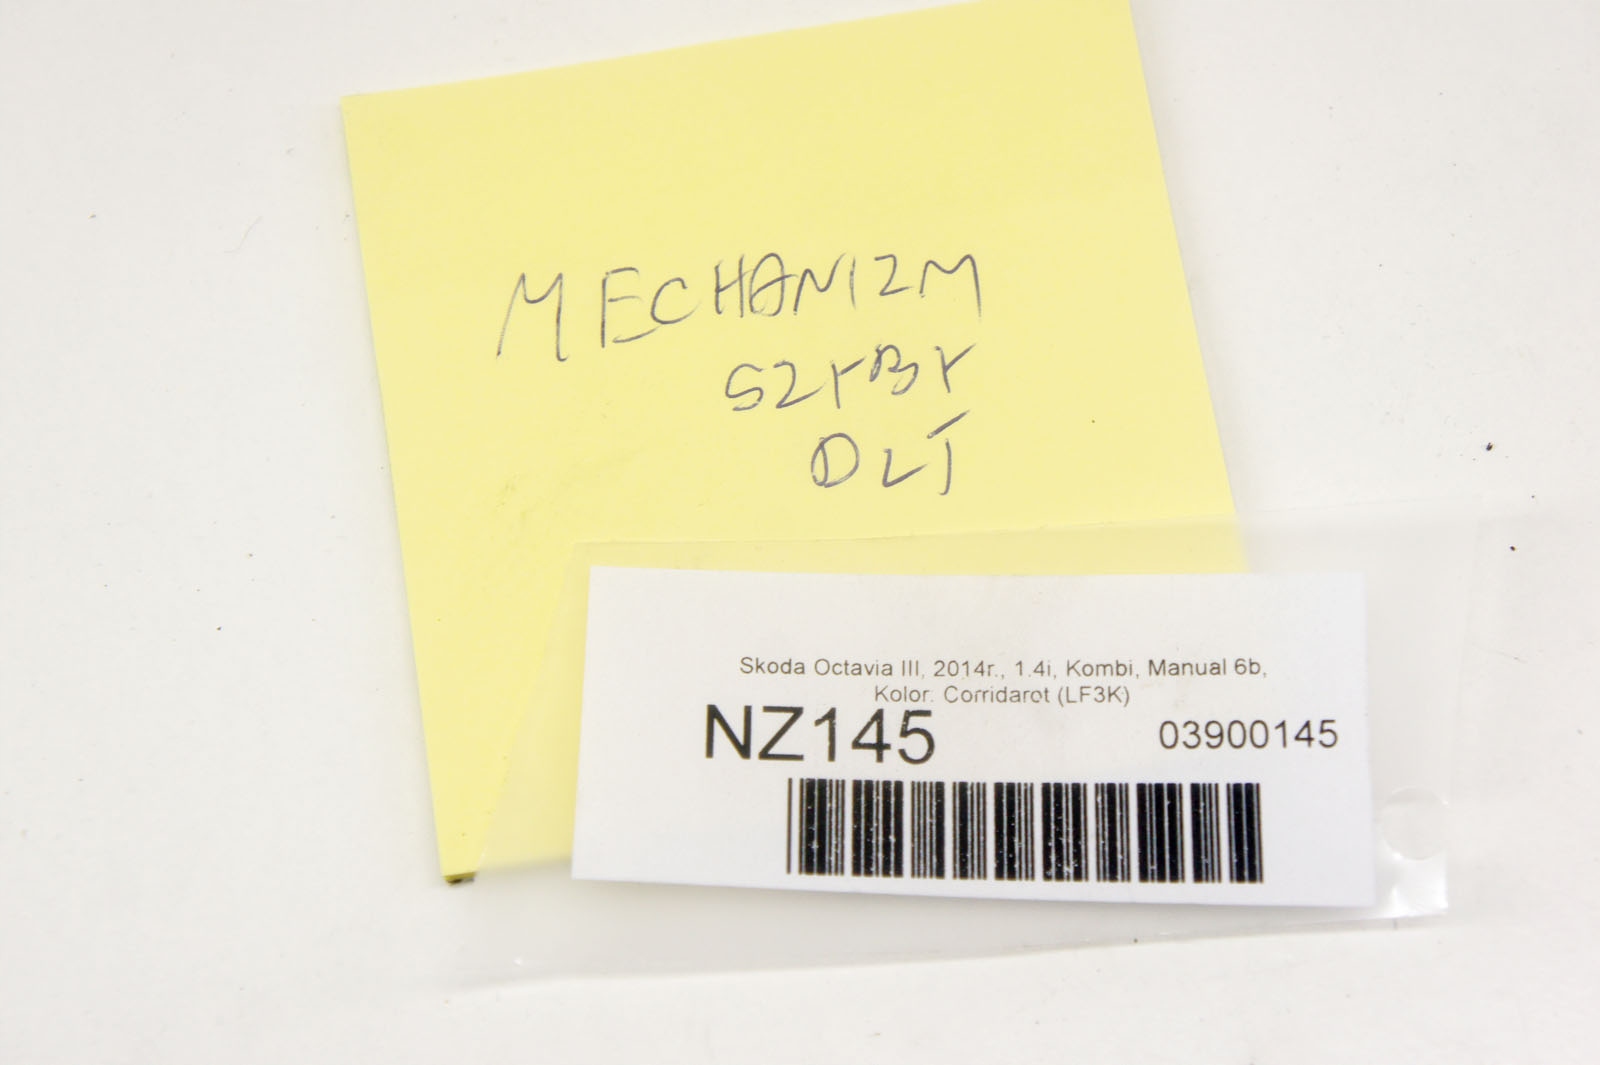 MECHANIZM
SZYBY
DLT
Skoda Octavia III, 2014r., 1.4i, Kombi, Manual 6b,
Kolor: Corridarot (LF3K)
NZ145
03900145